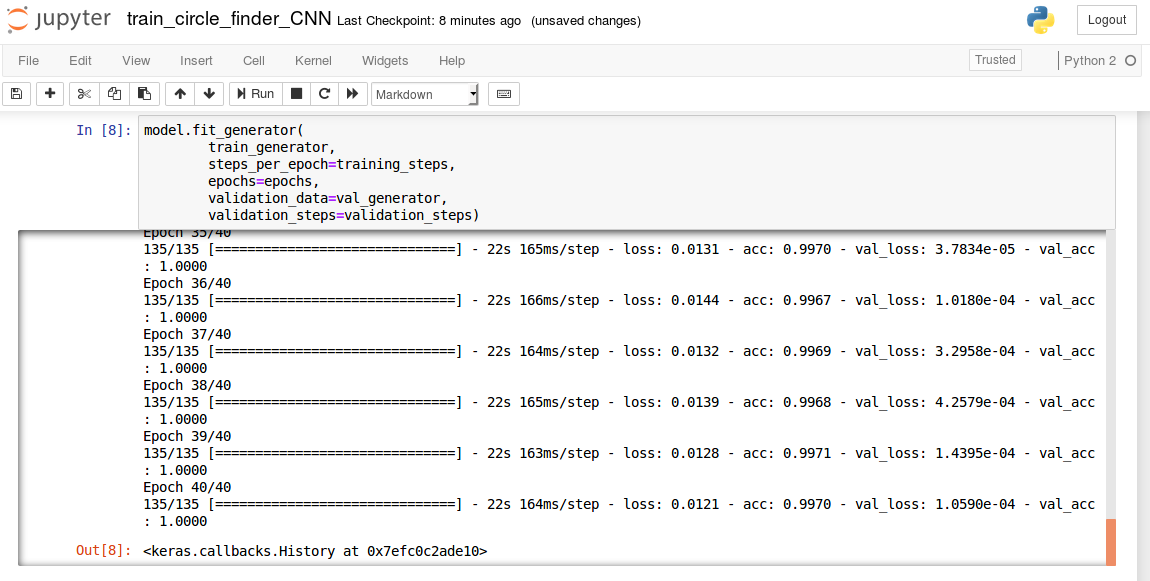 jupyter train_circle_finder_CNN Last Checkpoint: 8 minutes ago (unsaved changes) Logout
File Edit View Insert Cell Kernel Widgets Help Trusted Python 2
Run Markdown
In [8]: model.fit_generator(
train_generator,
steps_per_epoch=training_steps,
epochs=epochs,
validation_data=val_generator,
validation_steps=validation_steps)
Epoch 35/40
135/135 [==============================] - 22s 165ms/step - loss: 0.0131 - acc: 0.9970 - val_loss: 3.7834e-05 - val_acc
: 1.0000
Epoch 36/40
135/135 [==============================] - 22s 166ms/step - loss: 0.0144 - acc: 0.9967 - val_loss: 1.0180e-04 - val_acc
: 1.0000
Epoch 37/40
135/135 [==============================] - 22s 164ms/step - loss: 0.0132 - acc: 0.9969 - val_loss: 3.2958e-04 - val_acc
: 1.0000
Epoch 38/40
135/135 [==============================] - 22s 165ms/step - loss: 0.0139 - acc: 0.9968 - val_loss: 4.2579e-04 - val_acc
: 1.0000
Epoch 39/40
135/135 [==============================] - 22s 163ms/step - loss: 0.0128 - acc: 0.9971 - val_loss: 1.4395e-04 - val_acc
: 1.0000
Epoch 40/40
135/135 [==============================] - 22s 164ms/step - loss: 0.0121 - acc: 0.9970 - val_loss: 1.0590e-04 - val_acc
: 1.0000
Out[8]: <keras.callbacks.History at 0x7efc0c2ade10>